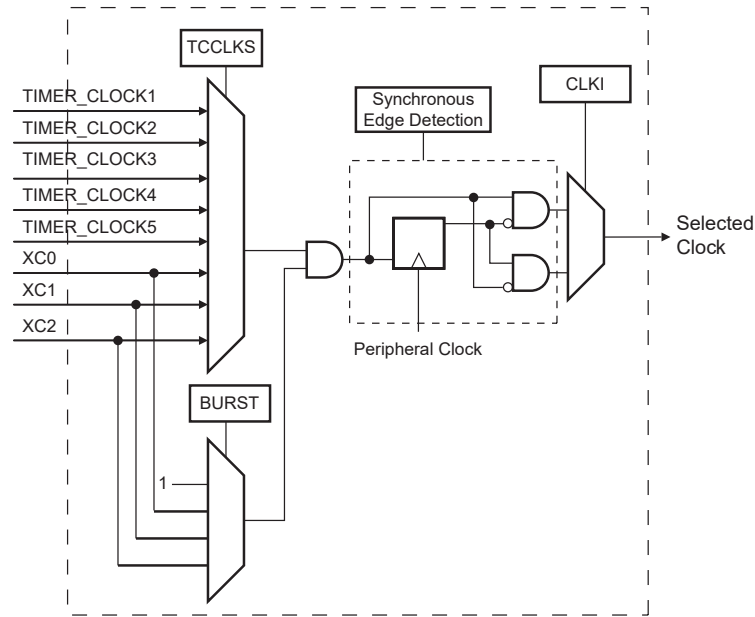 TCCLKS
TIMER_CLOCK1
TIMER_CLOCK2
TIMER_CLOCK3
TIMER_CLOCK4
TIMER_CLOCK5
XC0
XC1
XC2
Synchronous
Edge Detection
CLKI
Selected
Clock
Peripheral Clock
BURST
1